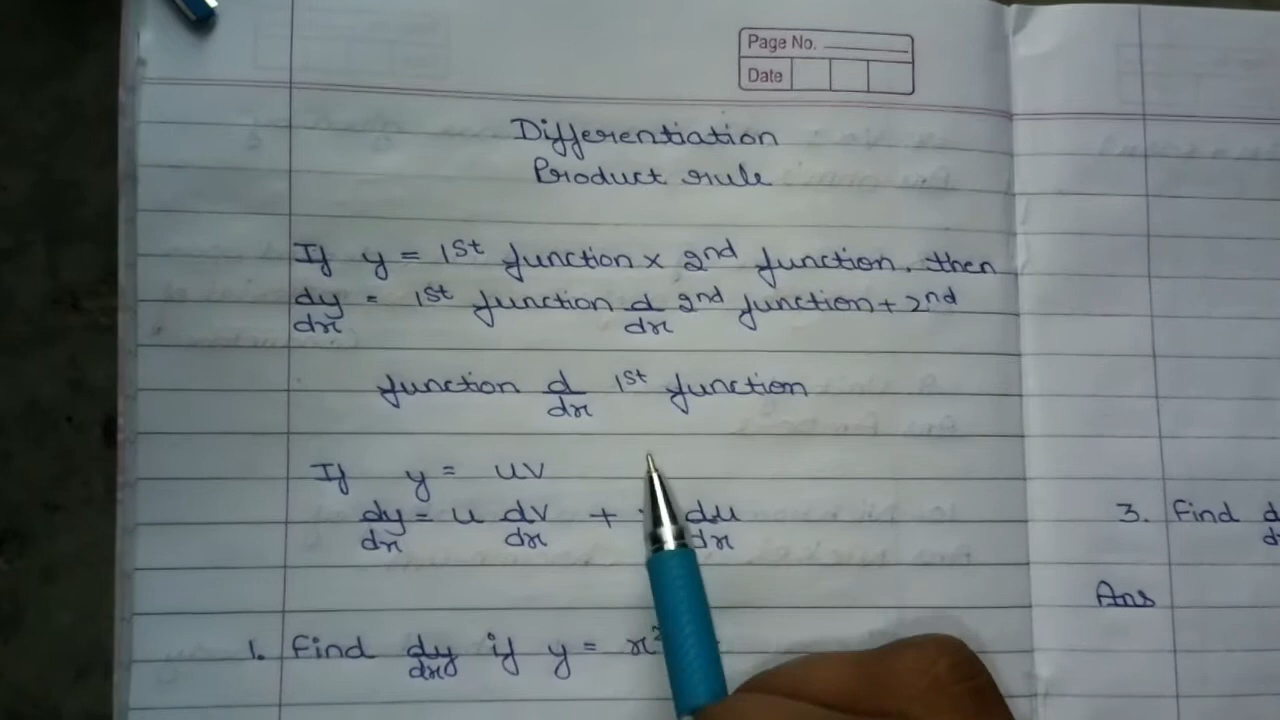 Page No.
Date
Differentiation
Product rule
If y = 1st function x 2nd function. then
dy/dx = 1st function d/dx 2nd function + 2nd
function d/dx 1st function
If y = uv
dy/dx = u dv/dx + du/dx
1. Find dy/dx if y = x
3. Find d
Ans